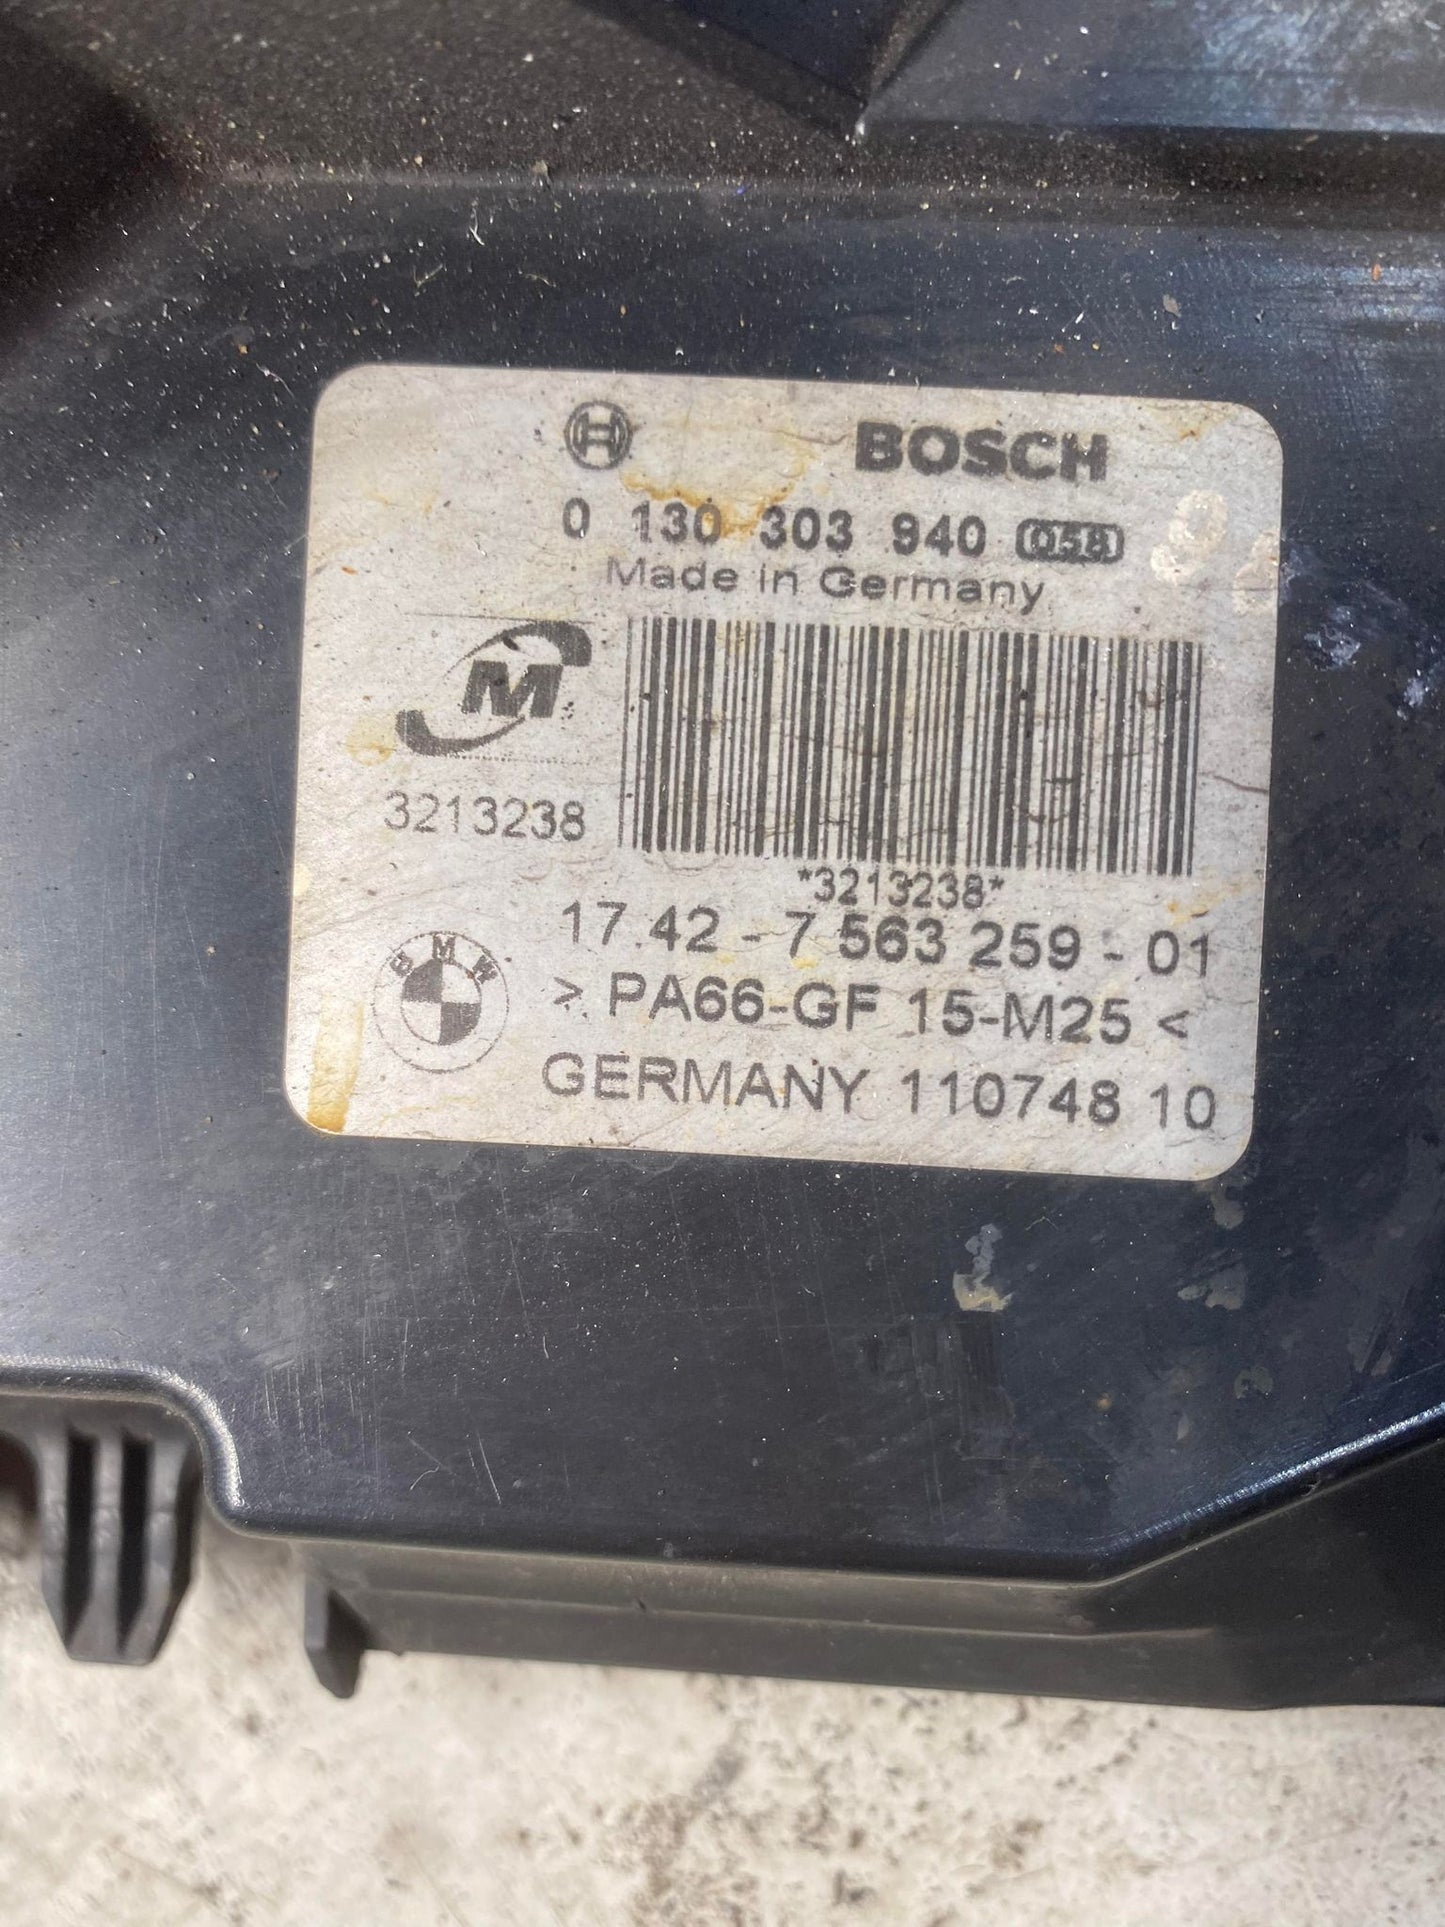 BOSCH
0 130 303 940 058
Made in Germany
M
3213238
*3213238*
17.42 - 7 563 259 - 01
BMW
> PA66-GF 15-M25 <
GERMANY 110748 10